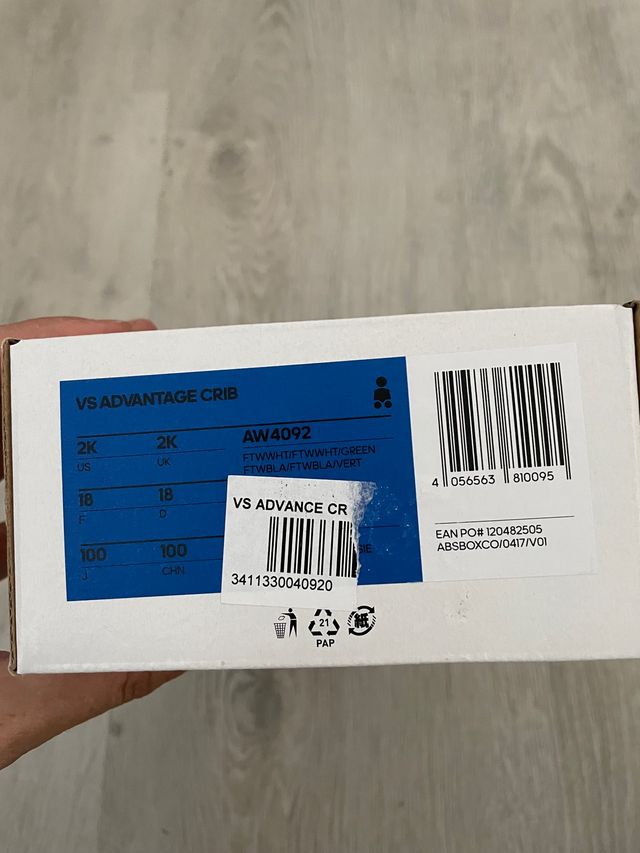 VS ADVANTAGE CRIB
2K 2K AW4092
US UK FTWWHT/FTWWHT/GREEN
FTWBLA/FTWBLA/VERT
18 18
F D
100 100
J CHN
VS ADVANCE CR
3411330040920
4 056563 810095
EAN PO# 120482505
ABSBOXCO/0417/V01
21
PAP
紙